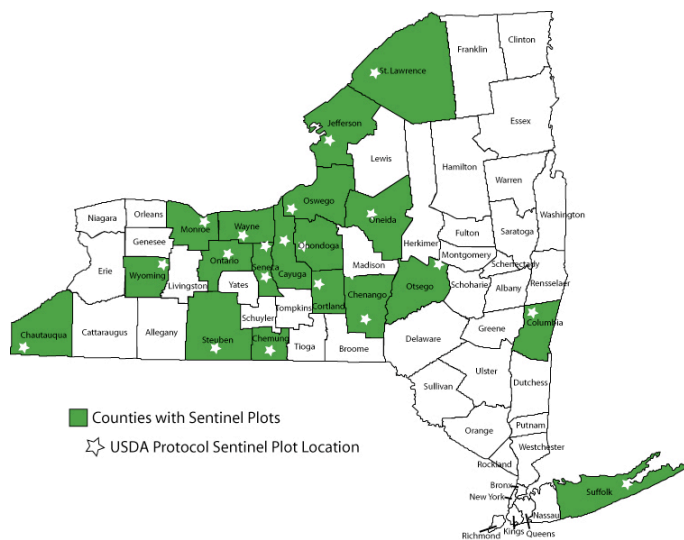 Clinton
Franklin
St. Lawrence
Essex
Jefferson
Lewis
Hamilton
Warren
Washington
Oswego
Oneida
Niagara
Orleans
Monroe
Wayne
Saratoga
Fulton
Genesee
Onondoga
Herkimer
Montgomery
Erie
Wyoming
Ontario
Seneca
Cayuga
Madison
Schenectady
Livingston
Yates
Otsego
Schoharie
Albany
Rensselaer
Cortland
Chenango
Schuyler
Tompkins
Columbia
Greene
Chautauqua
Cattaraugus
Allegany
Steuben
Chemung
Tioga
Broome
Delaware
Ulster
Sullivan
Dutchess
Counties with Sentinel Plots
Putnam
Orange
USDA Protocol Sentinel Plot Location
Westchester
Rockland
Bronx
New York
Suffolk
Nassau
Richmond
Kings
Queens